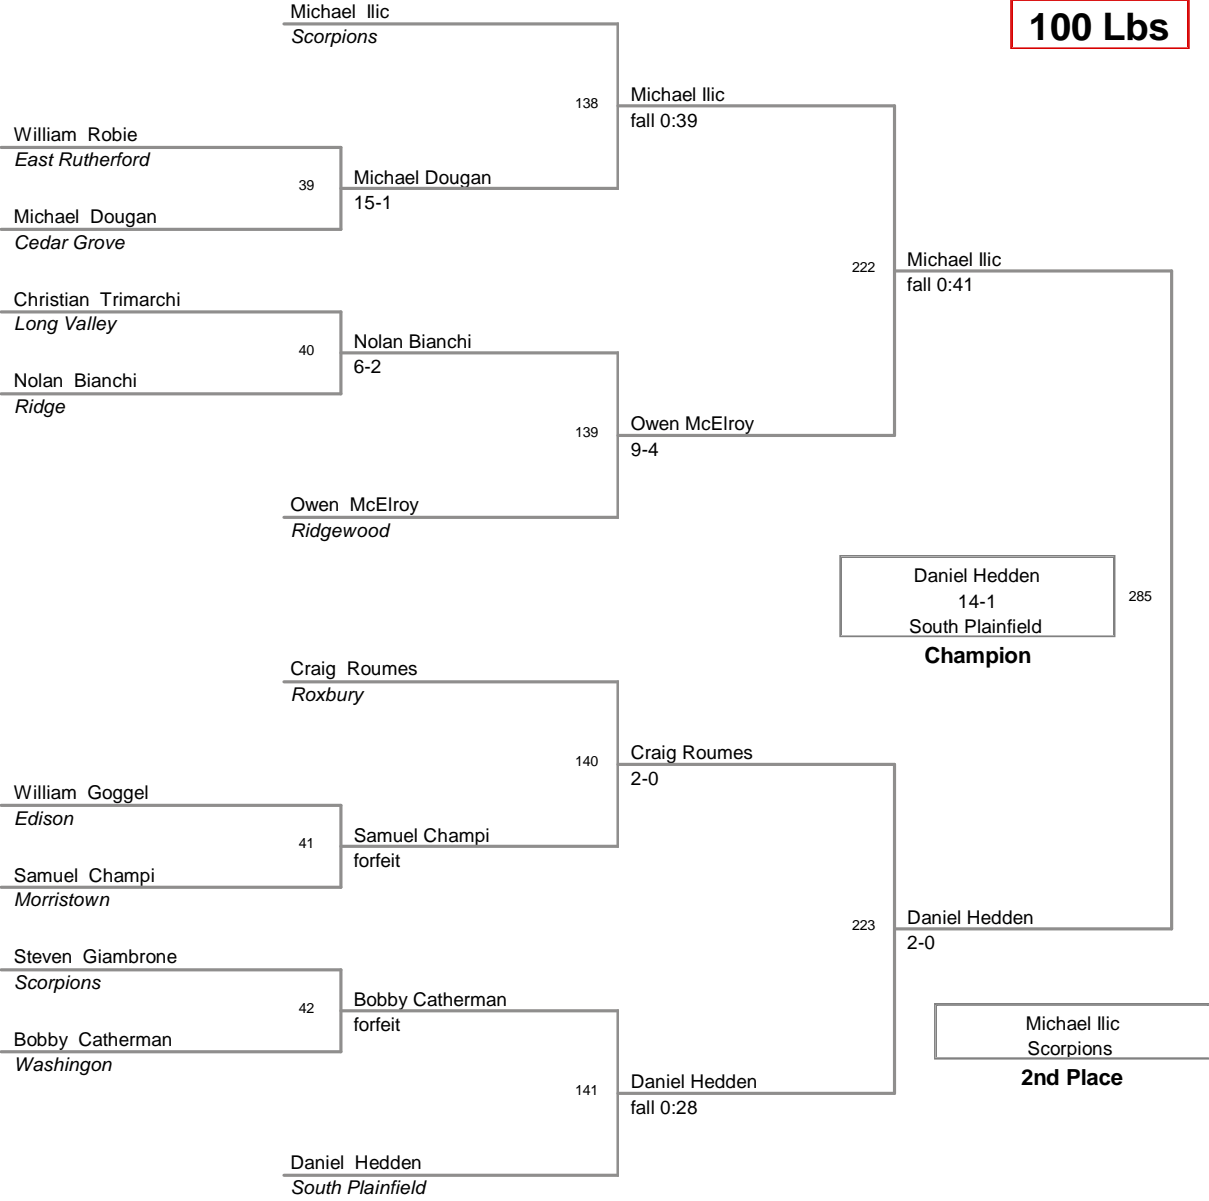 Michael Ilic
Scorpions
100 Lbs
138
Michael Ilic
fall 0:39
William Robie
East Rutherford
39
Michael Dougan
15-1
Michael Dougan
Cedar Grove
222
Michael Ilic
fall 0:41
Christian Trimarchi
Long Valley
40
Nolan Bianchi
6-2
Nolan Bianchi
Ridge
139
Owen McElroy
9-4
Owen McElroy
Ridgewood
Daniel Hedden
14-1
South Plainfield
285
Champion
Craig Roumes
Roxbury
140
Craig Roumes
2-0
William Goggel
Edison
41
Samuel Champi
forfeit
Samuel Champi
Morristown
223
Daniel Hedden
2-0
Steven Giambrone
Scorpions
42
Bobby Catherman
forfeit
Bobby Catherman
Washingon
Michael Ilic
Scorpions
2nd Place
141
Daniel Hedden
fall 0:28
Daniel Hedden
South Plainfield